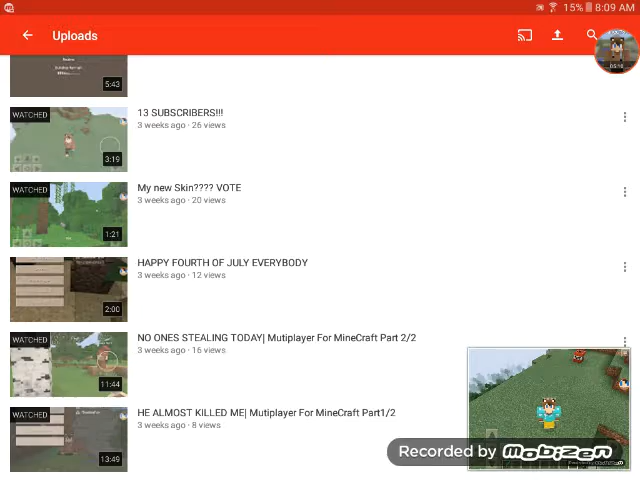 15% 8:09 AM
Uploads
05:18
5:43
WATCHED
13 SUBSCRIBERS!!!
3 weeks ago · 26 views
3:19
WATCHED
My new Skin???? VOTE
3 weeks ago · 20 views
1:21
HAPPY FOURTH OF JULY EVERYBODY
3 weeks ago · 12 views
2:00
WATCHED
NO ONES STEALING TODAY| Mutiplayer For MineCraft Part 2/2
3 weeks ago · 16 views
11:44
WATCHED
HE ALMOST KILLED ME| Mutiplayer For MineCraft Part1/2
3 weeks ago · 8 views
13:49
Recorded by Mobizen